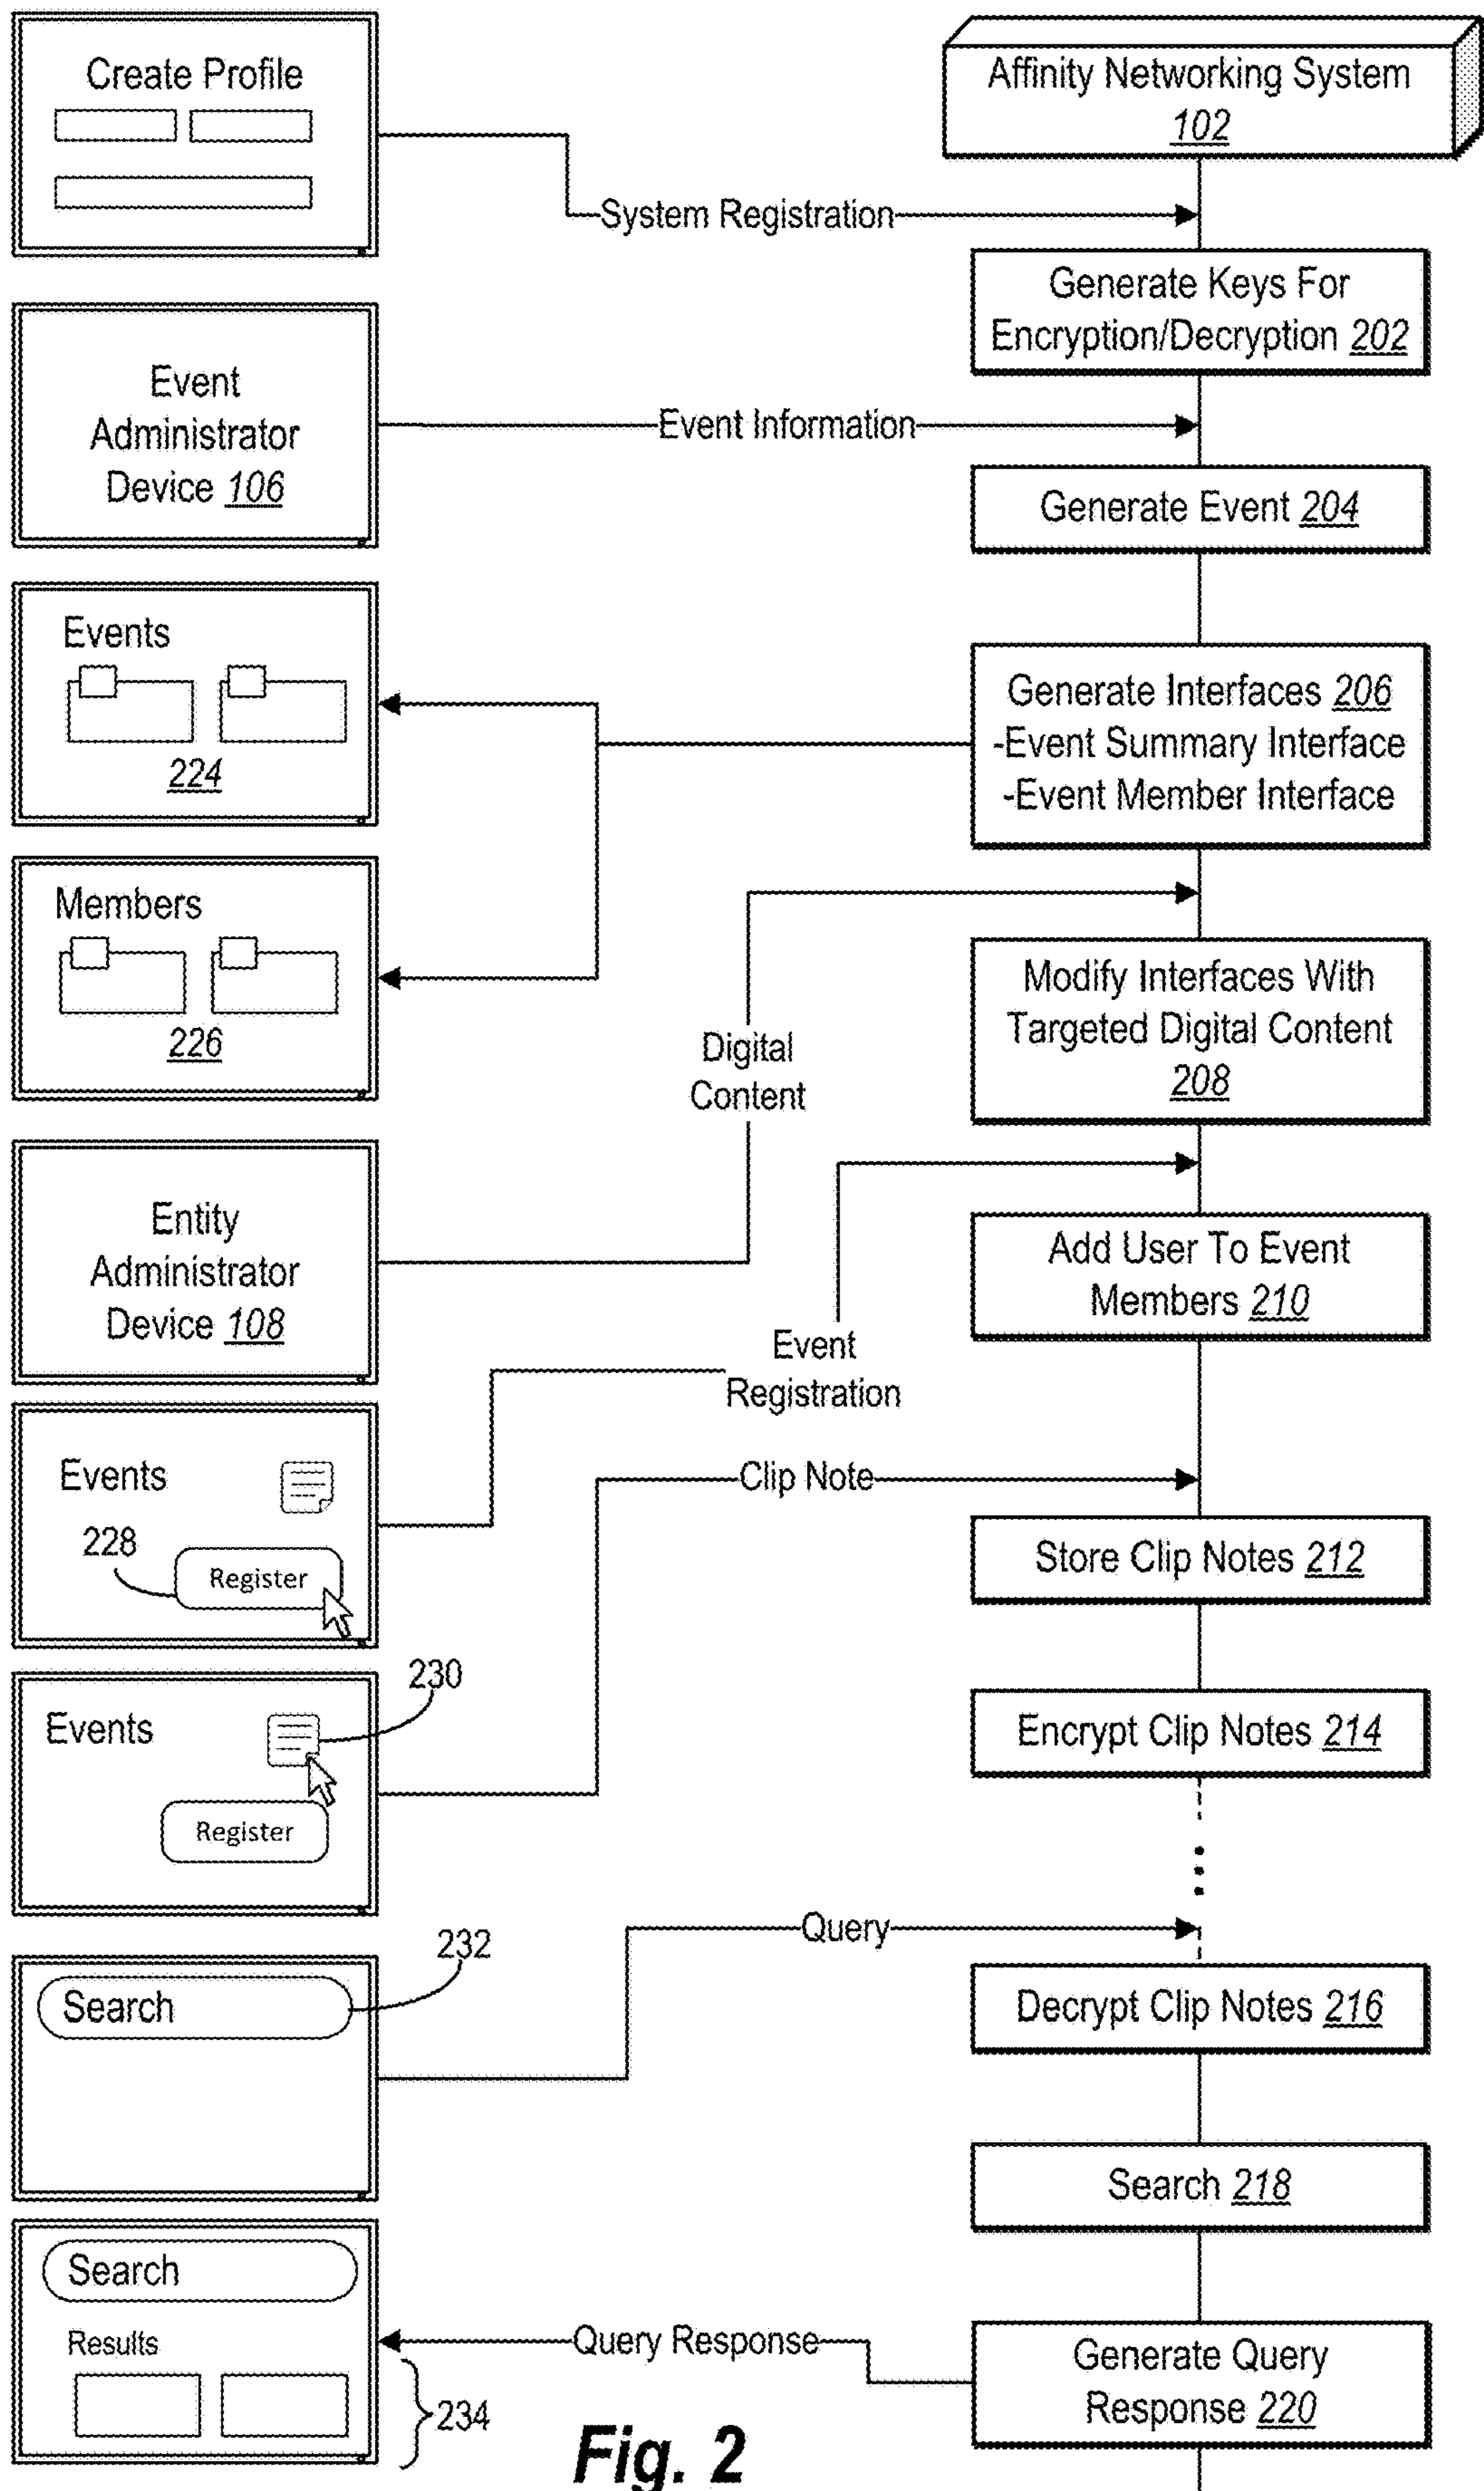 Create Profile
Affinity Networking System
102
System Registration
Generate Keys For
Encryption/Decryption 202
Event
Administrator
Device 106
Event Information
Generate Event 204
Events
224
Generate Interfaces 206
-Event Summary Interface
-Event Member Interface
Members
226
Digital
Content
Modify Interfaces With
Targeted Digital Content
208
Entity
Administrator
Device 108
Add User To Event
Members 210
Event
Registration
Events
228
Register
Clip Note
Store Clip Notes 212
Events
230
Register
Encrypt Clip Notes 214
Query
232
Search
Decrypt Clip Notes 216
Search 218
Search
Results
234
Query Response
Generate Query
Response 220
Fig. 2